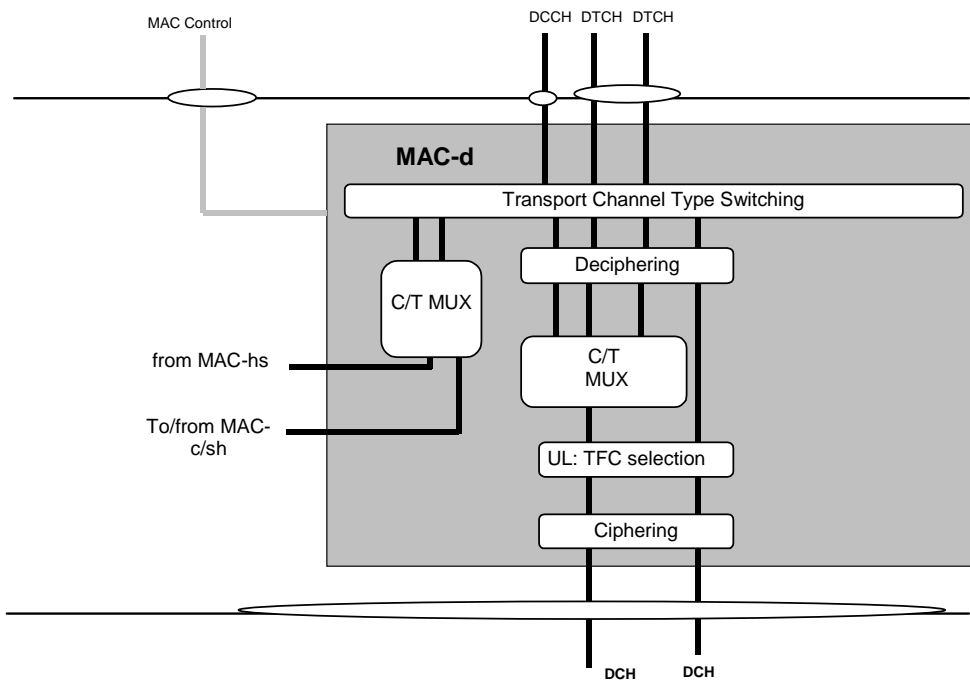 MAC Control
DCCH DTCH DTCH
MAC-d
Transport Channel Type Switching
Deciphering
C/T MUX
C/T
MUX
from MAC-hs
To/from MAC-
c/sh
UL: TFC selection
Ciphering
DCH
DCH